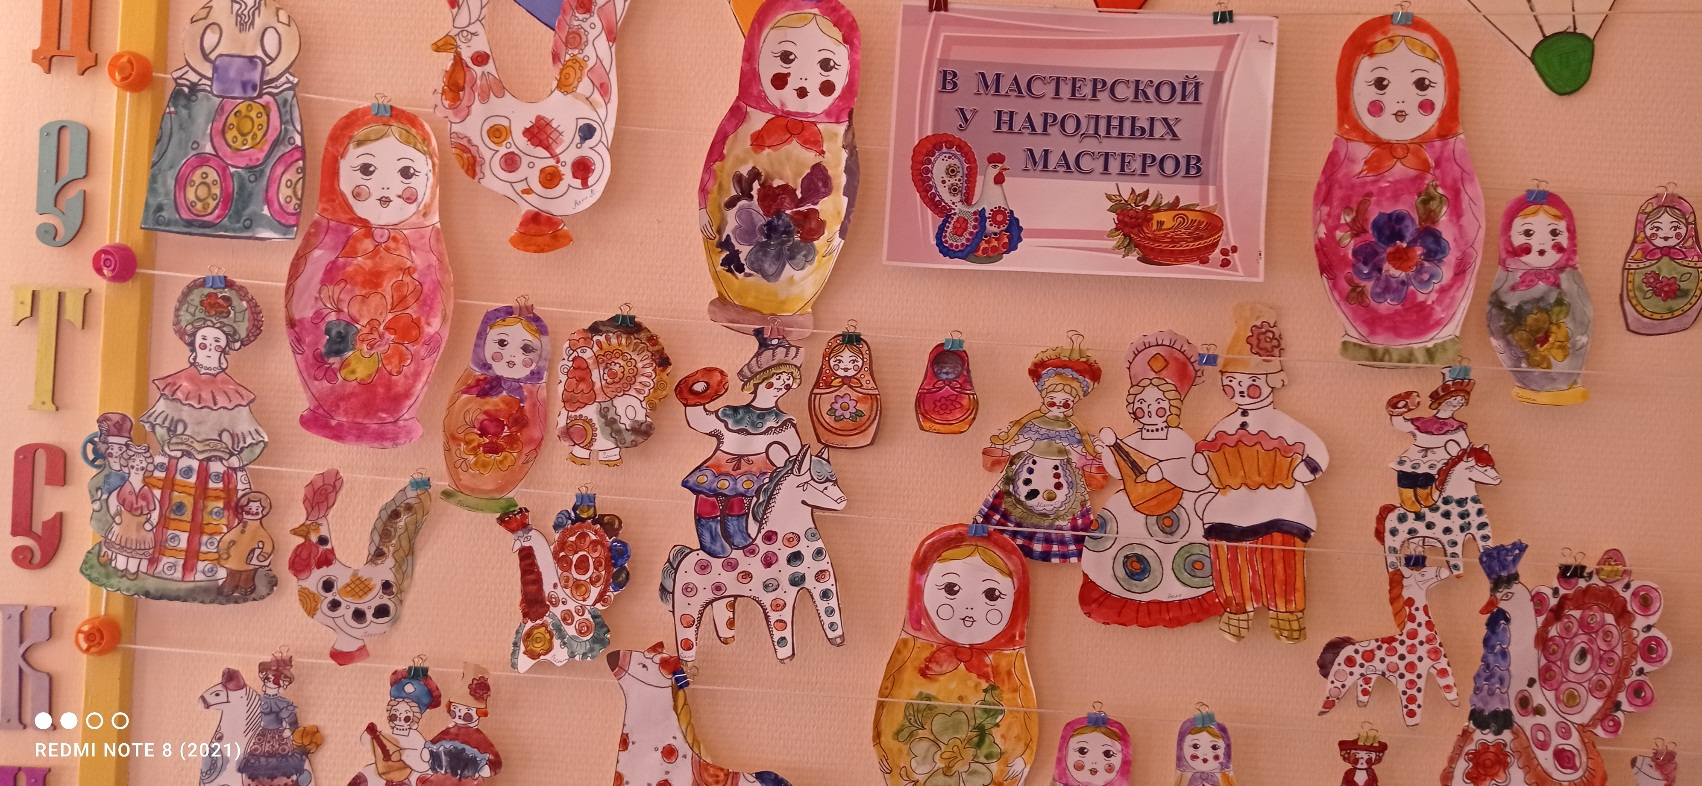 В МАСТЕРСКОЙ
У НАРОДНЫХ
МАСТЕРОВ
Т
С
К
REDMI NOTE 8 (2021)